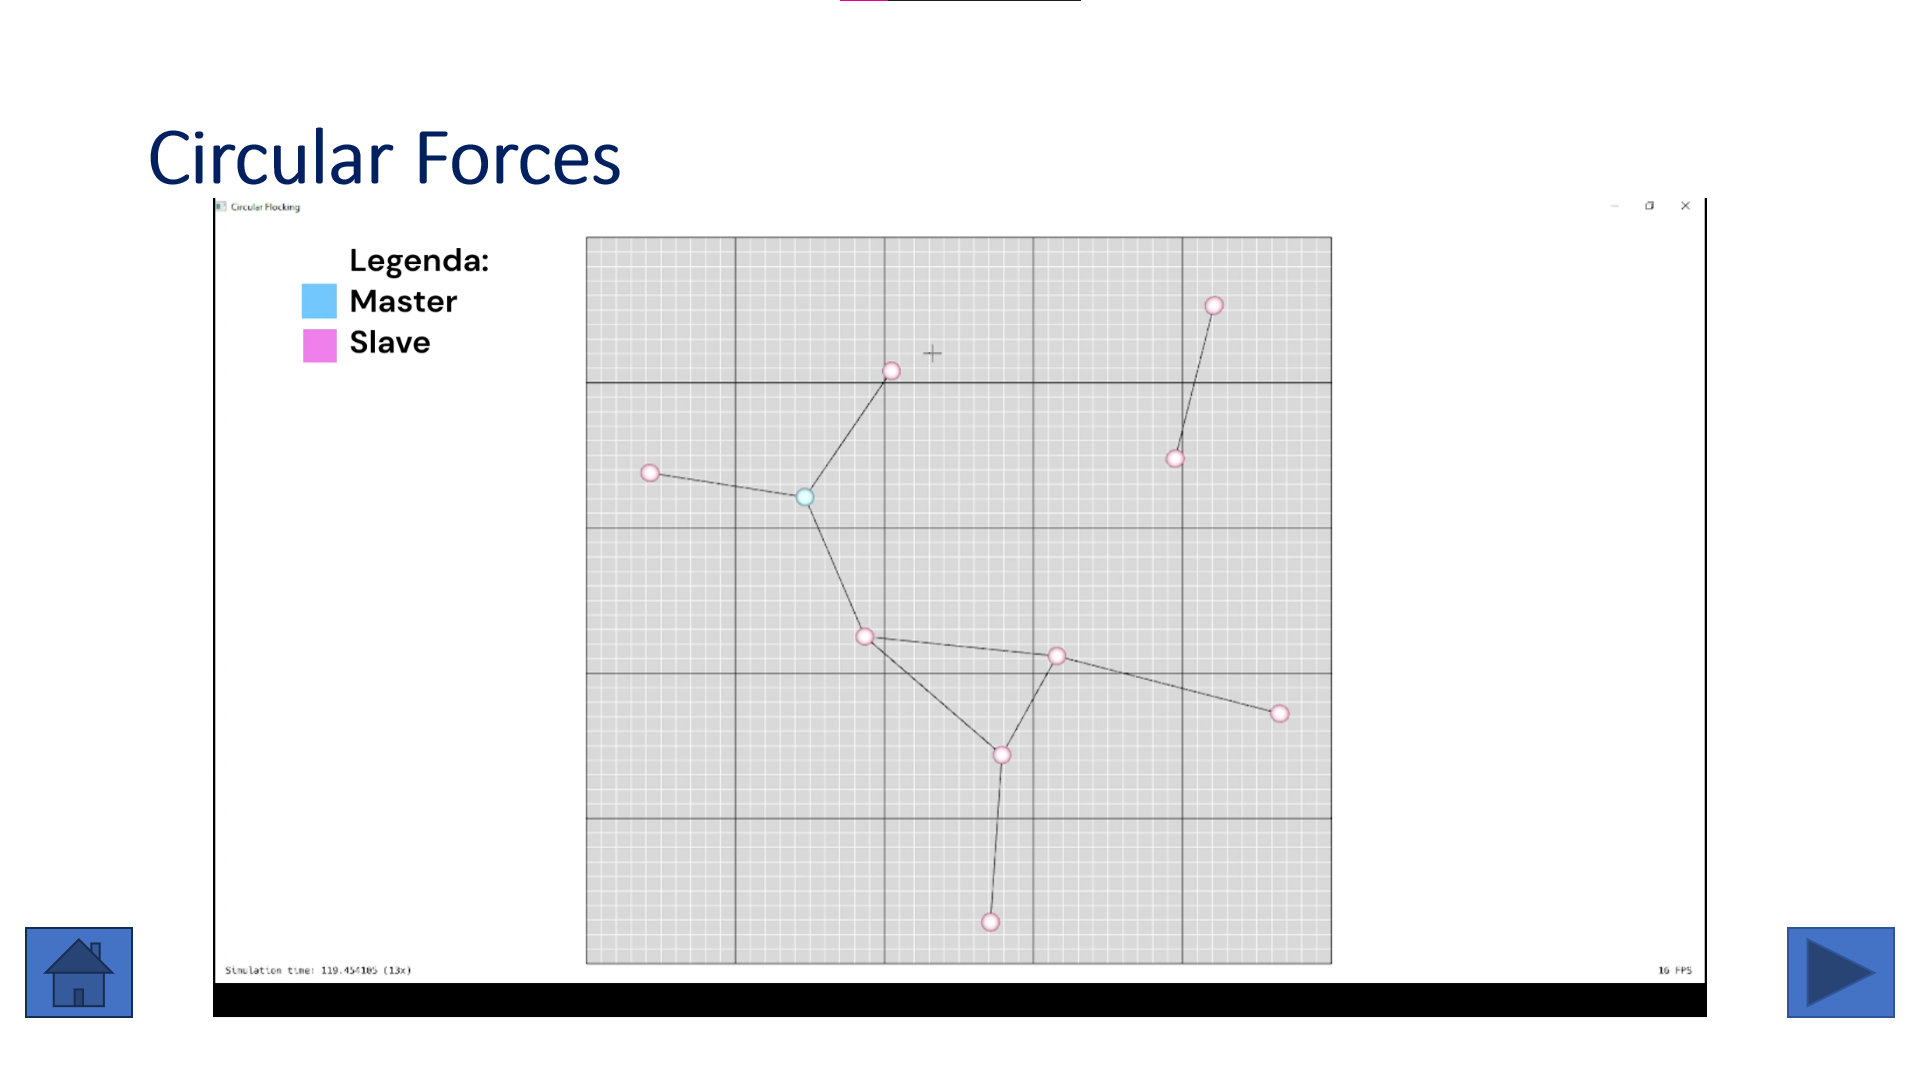 Circular Forces
Circular Flocking
Legenda:
Master
Slave
Simulation time: 119.454105 (13x)
16 FPS